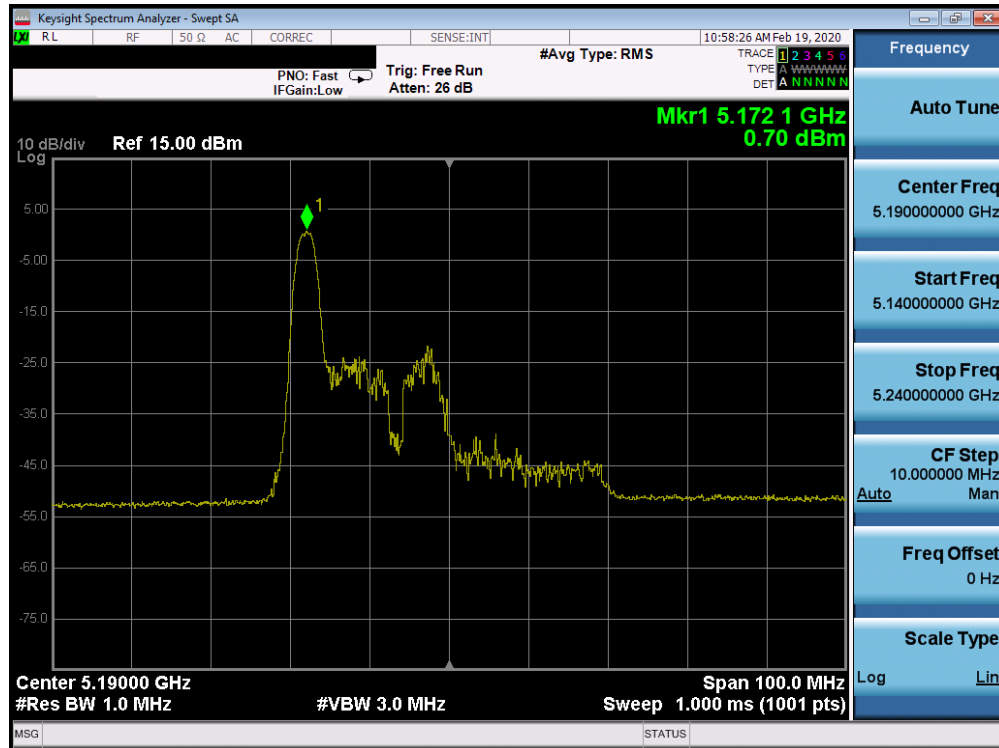 Keysight Spectrum Analyzer - Swept SA
LXI RL RF 50 Ω AC CORREC SENSE:INT 10:58:26 AM Feb 19, 2020
#Avg Type: RMS TRACE 1 2 3 4 5 6
PNO: Fast Trig: Free Run TYPE A WWWWW
IFGain:Low Atten: 26 dB DET A N N N N N
Mkr1 5.172 1 GHz
0.70 dBm
10 dB/div Ref 15.00 dBm
Log
1
5.00
-5.00
-15.0
-25.0
-35.0
-45.0
-55.0
-65.0
-75.0
Center 5.19000 GHz Span 100.0 MHz
#Res BW 1.0 MHz #VBW 3.0 MHz Sweep 1.000 ms (1001 pts)
MSG STATUS
Frequency
Auto Tune
Center Freq
5.190000000 GHz
Start Freq
5.140000000 GHz
Stop Freq
5.240000000 GHz
CF Step
10.000000 MHz
Auto Man
Freq Offset
0 Hz
Scale Type
Log Lin